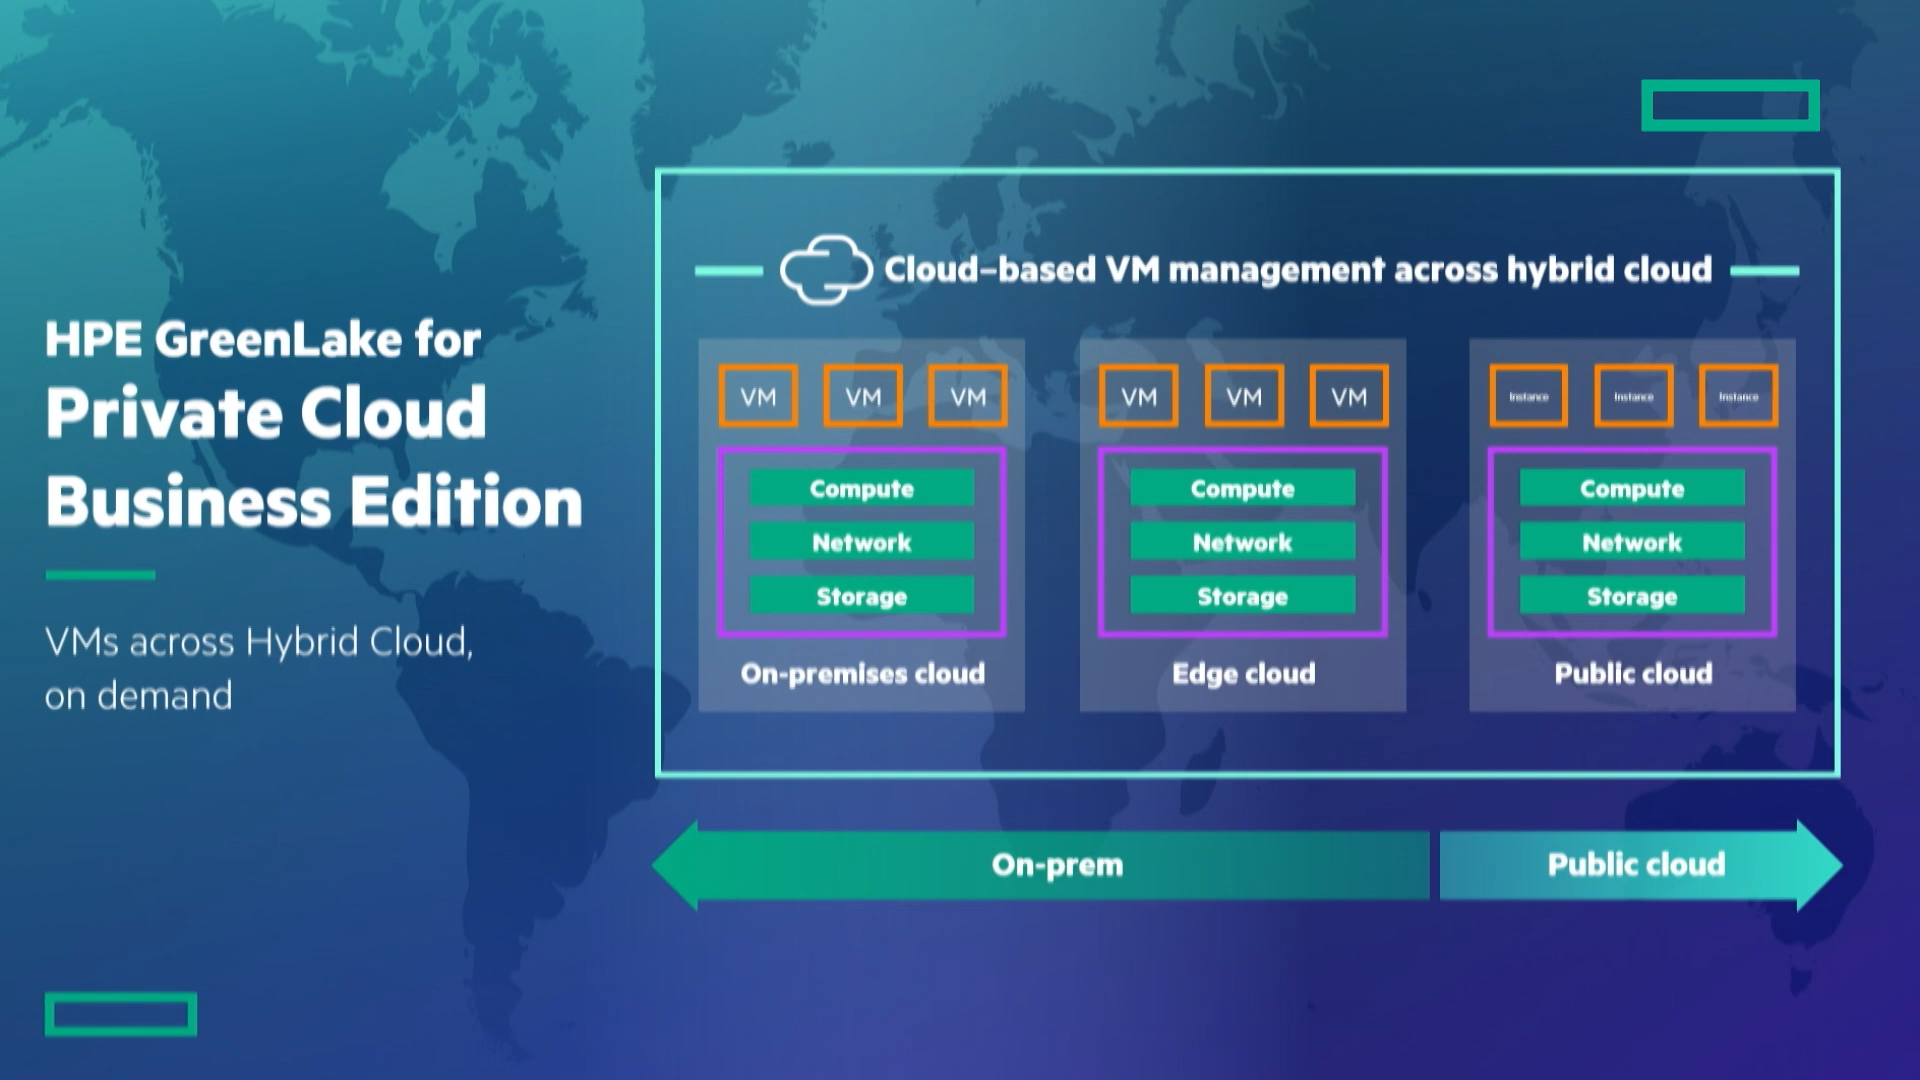 HPE GreenLake for
Private Cloud
Business Edition
VMs across Hybrid Cloud,
on demand
Cloud-based VM management across hybrid cloud
VM VM VM
Compute
Network
Storage
On-premises cloud
VM VM VM
Compute
Network
Storage
Edge cloud
Instance Instance Instance
Compute
Network
Storage
Public cloud
On-prem
Public cloud